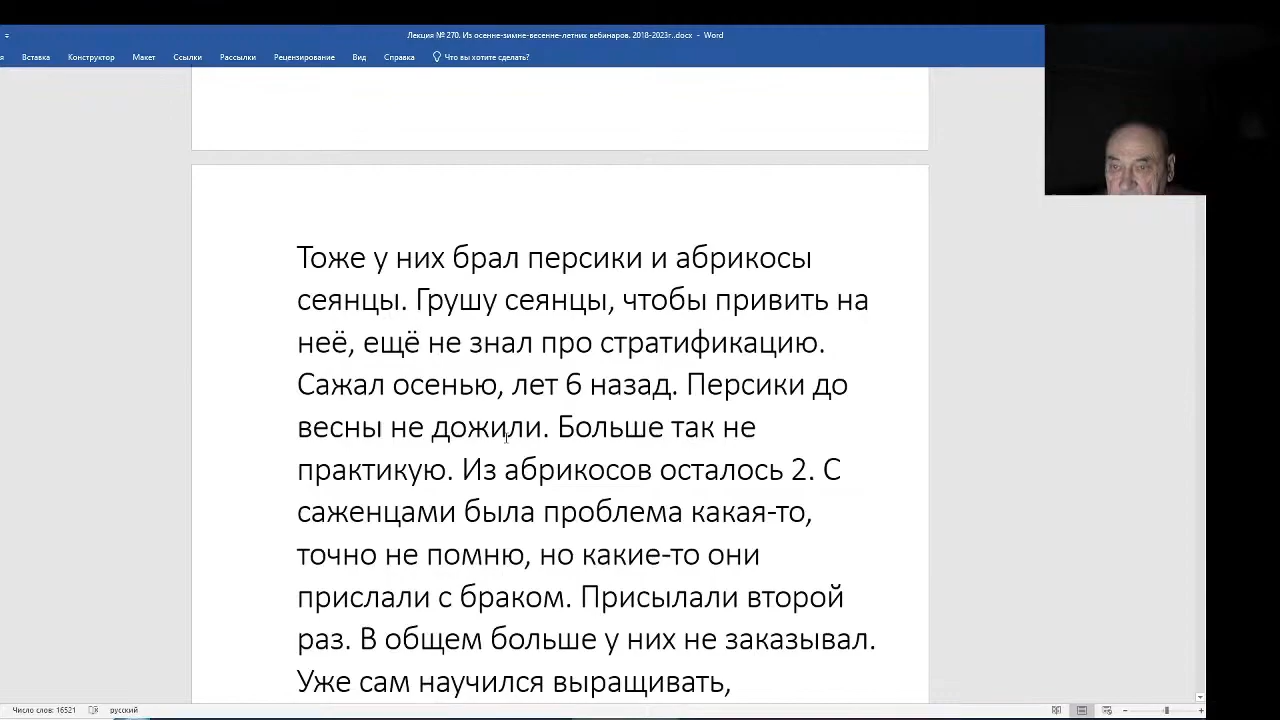 Лекция № 270. Из осенне-зимне-весенне-летних вебинаров. 2018-2023г..docx - Word
я Вставка Конструктор Макет Ссылки Рассылки Рецензирование Вид Справка Что вы хотите сделать?
Тоже у них брал персики и абрикосы
сеянцы. Грушу сеянцы, чтобы привить на
неё, ещё не знал про стратификацию.
Сажал осенью, лет 6 назад. Персики до
весны не дожили. Больше так не
практикую. Из абрикосов осталось 2. С
саженцами была проблема какая-то,
точно не помню, но какие-то они
прислали с браком. Присылали второй
раз. В общем больше у них не заказывал.
Уже сам научился выращивать,
Число слов: 16521 русский